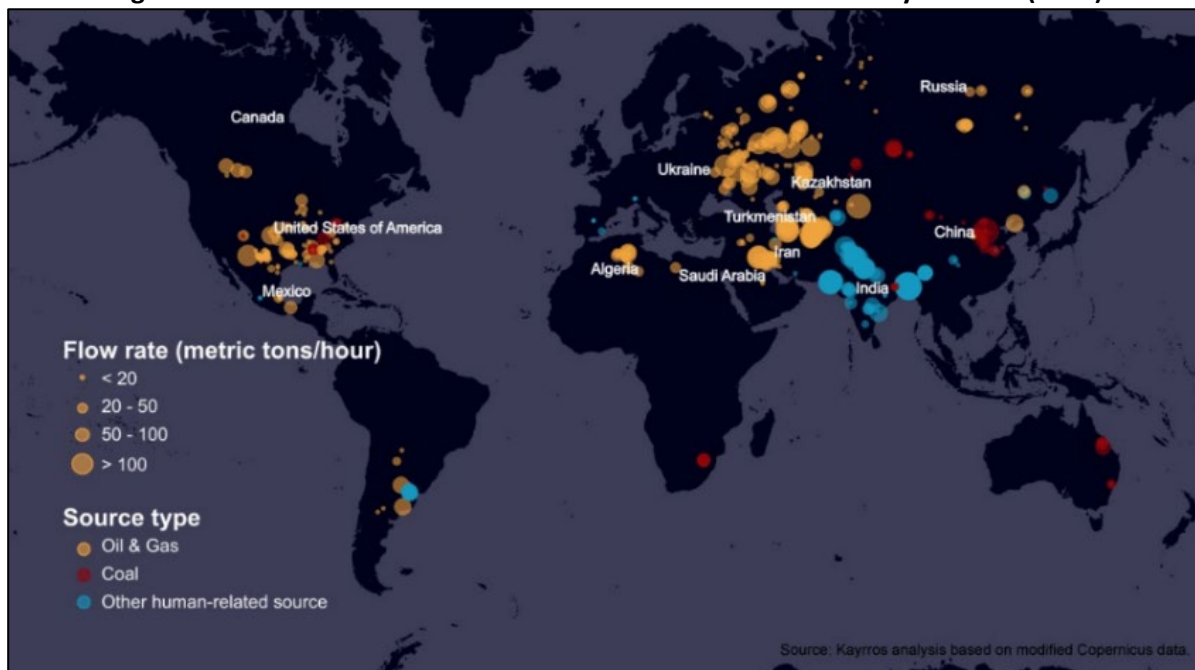 Canada
Russia
Ukraine
Kazakhstan
United States of America
Turkmenistan
China
Iran
Algeria
Saudi Arabia
Mexico
India
Flow rate (metric tons/hour)
< 20
20 - 50
50 - 100
> 100
Source type
Oil & Gas
Coal
Other human-related source
Source: Kayrros analysis based on modified Copernicus data.